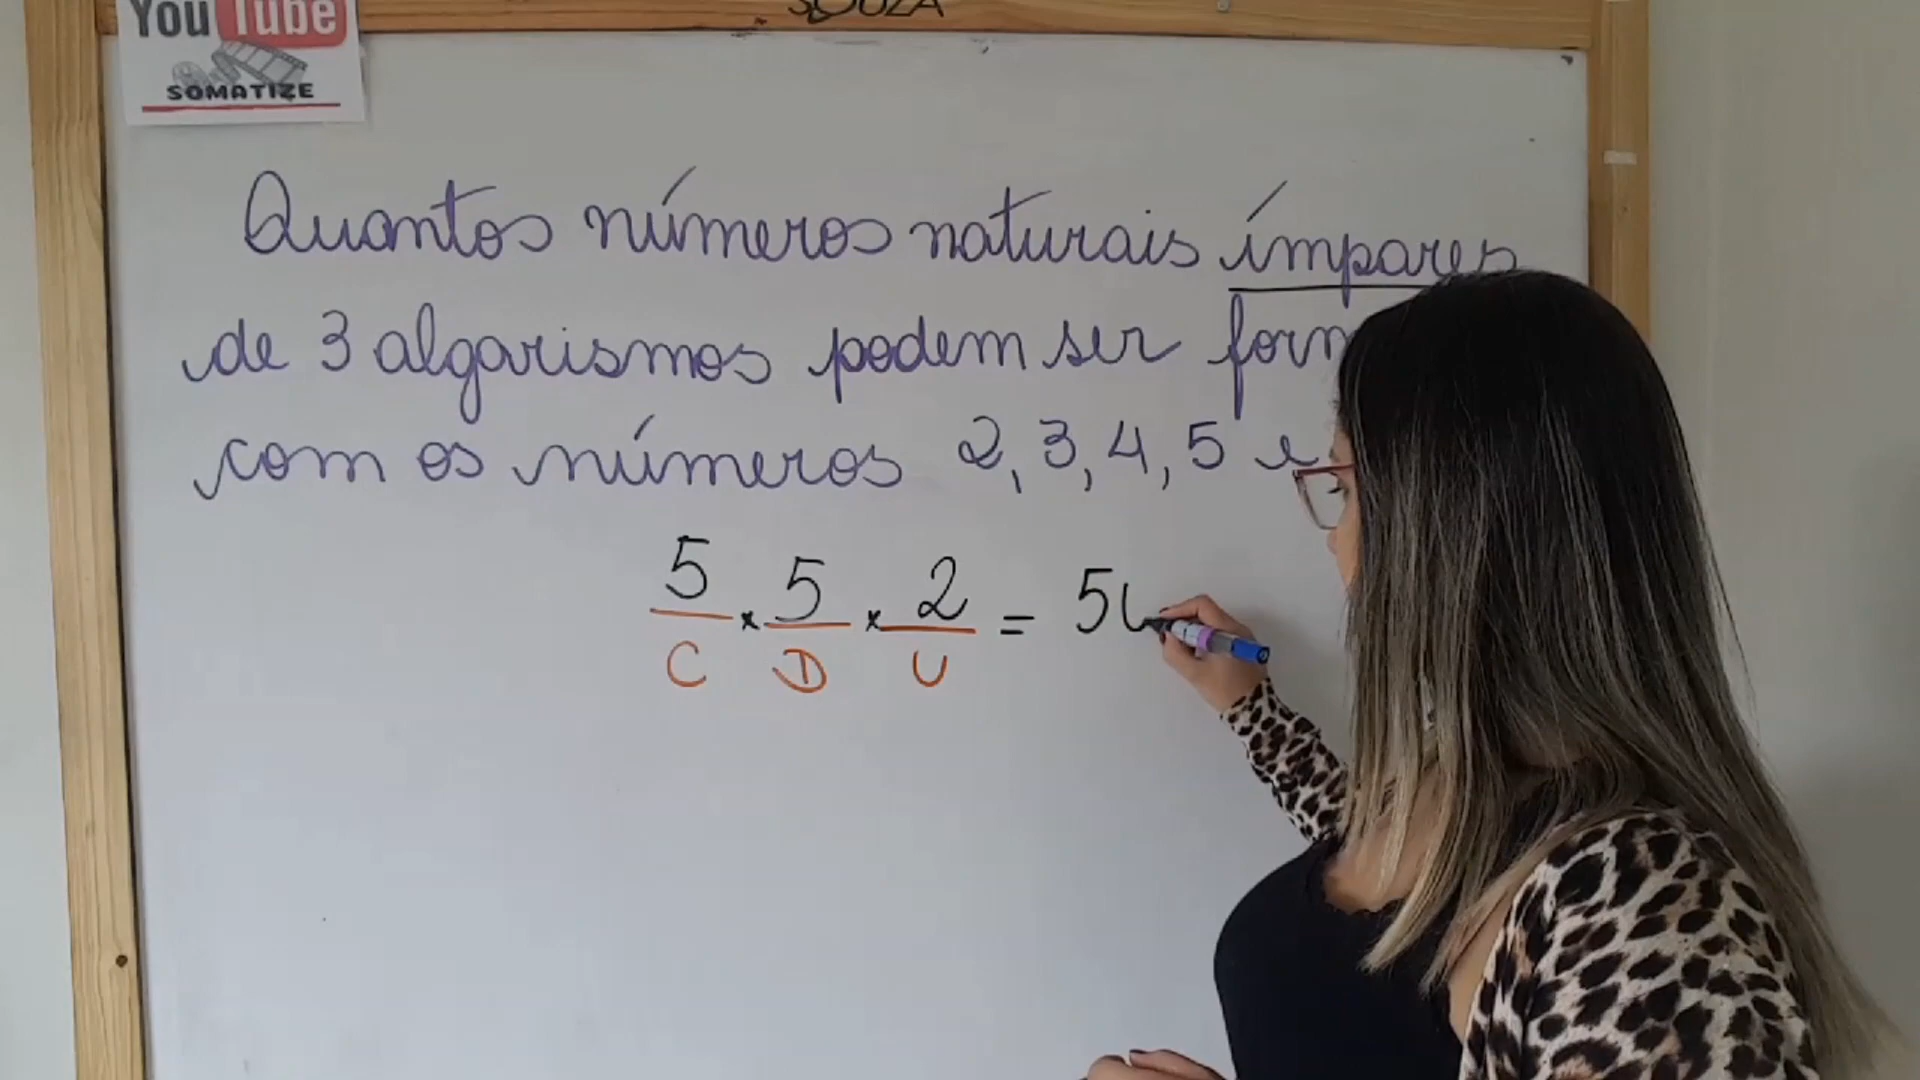 SOUZA
YouTube
SOMATIZE
Quantos números naturais ímpares
de 3 algarismos podem ser
com os números 2, 3, 4, 5 e
5 × 5 × 2 = 5
C D U